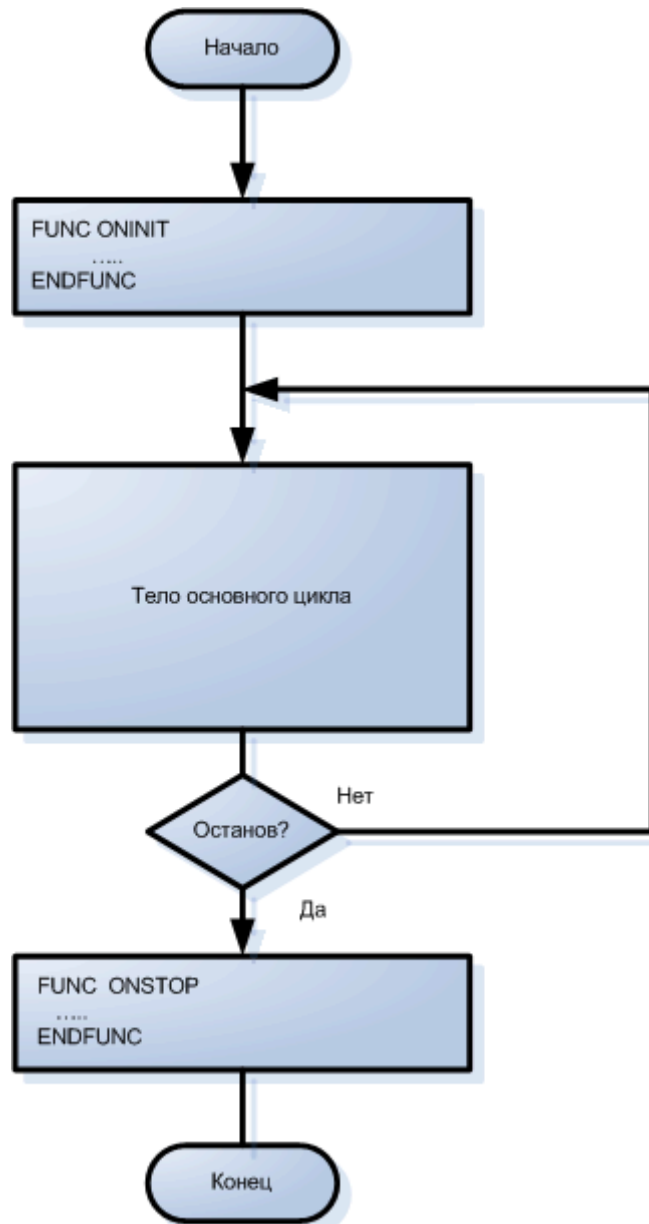 Начало
FUNC ONINIT
.....
ENDFUNC
Тело основного цикла
Нет
Останов?
Да
FUNC  ONSTOP
.....
ENDFUNC
Конец